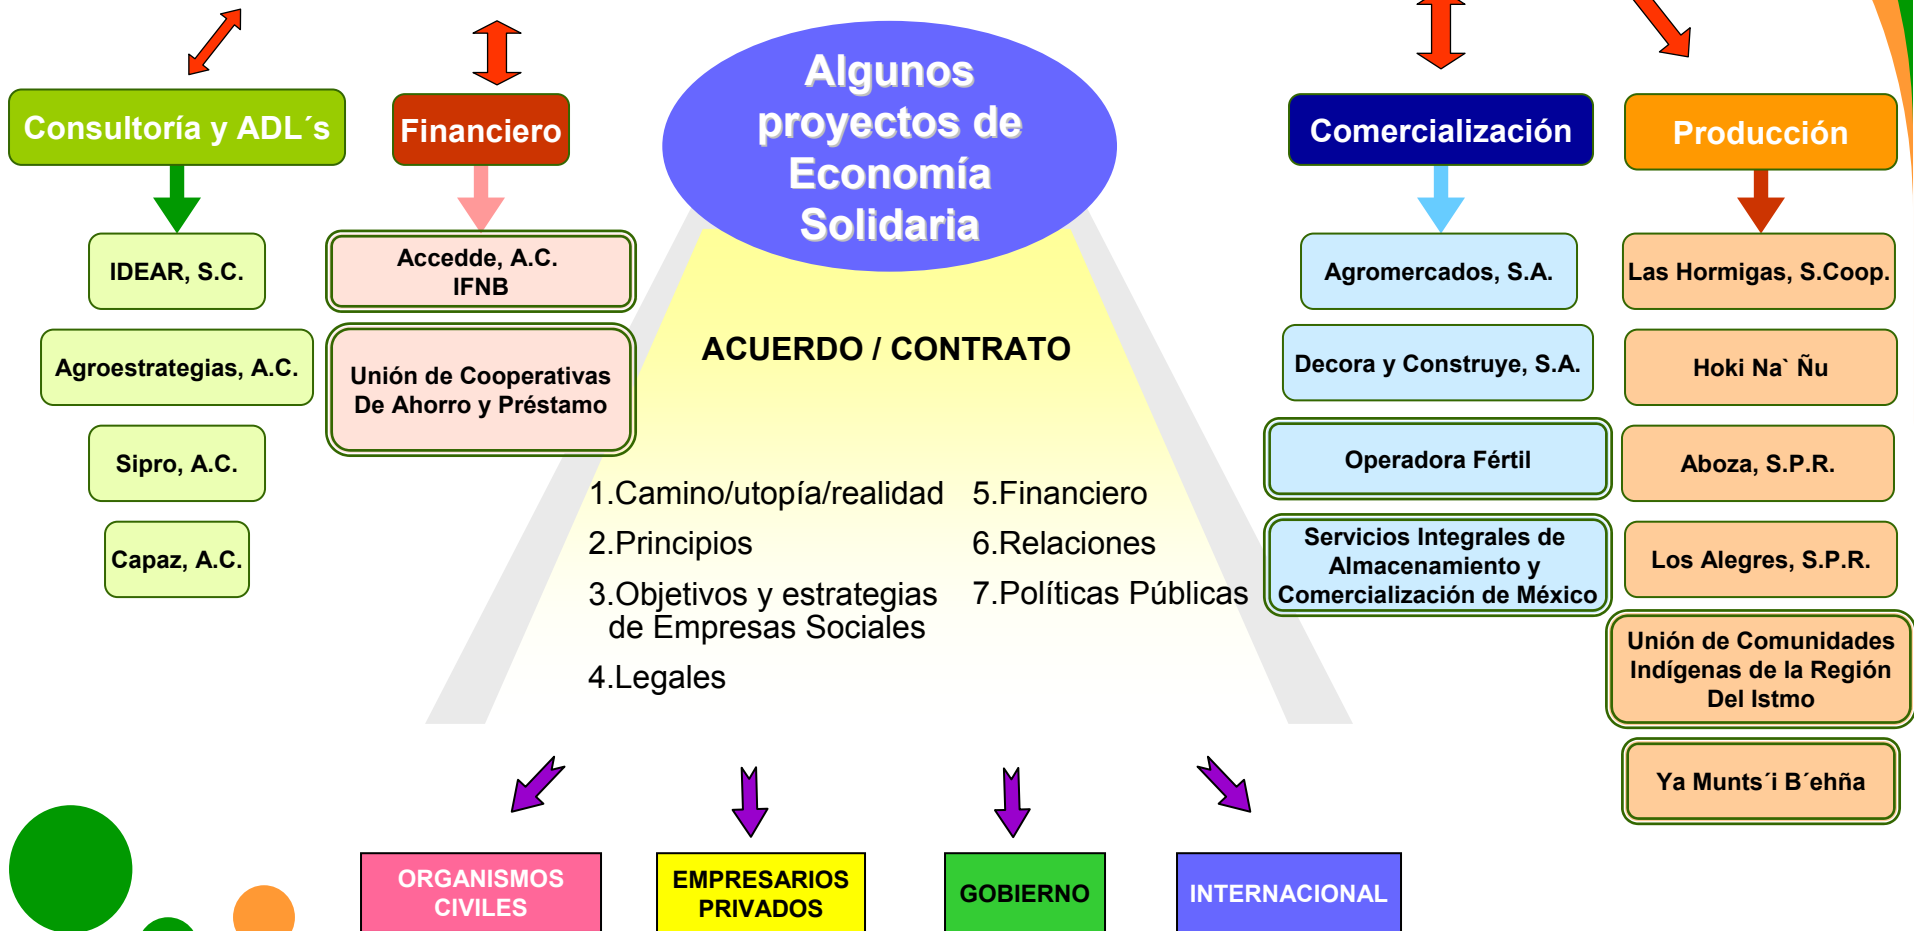 Algunos
proyectos de
Economía
Solidaria
Consultoría y ADL´s
IDEAR, S.C.
Agroestrategias, A.C.
Sipro, A.C.
Capaz, A.C.
Financiero
Accedde, A.C.
IFNB
Unión de Cooperativas
De Ahorro y Préstamo
ACUERDO / CONTRATO
1.Camino/utopía/realidad
2.Principios
3.Objetivos y estrategias
de Empresas Sociales
4.Legales
5.Financiero
6.Relaciones
7.Políticas Públicas
Comercialización
Agromercados, S.A.
Decora y Construye, S.A.
Operadora Fértil
Servicios Integrales de
Almacenamiento y
Comercialización de México
Producción
Las Hormigas, S.Coop.
Hoki Na` Ñu
Aboza, S.P.R.
Los Alegres, S.P.R.
Unión de Comunidades
Indígenas de la Región
Del Istmo
Ya Munts´i B´ehña
ORGANISMOS
CIVILES
EMPRESARIOS
PRIVADOS
GOBIERNO
INTERNACIONAL